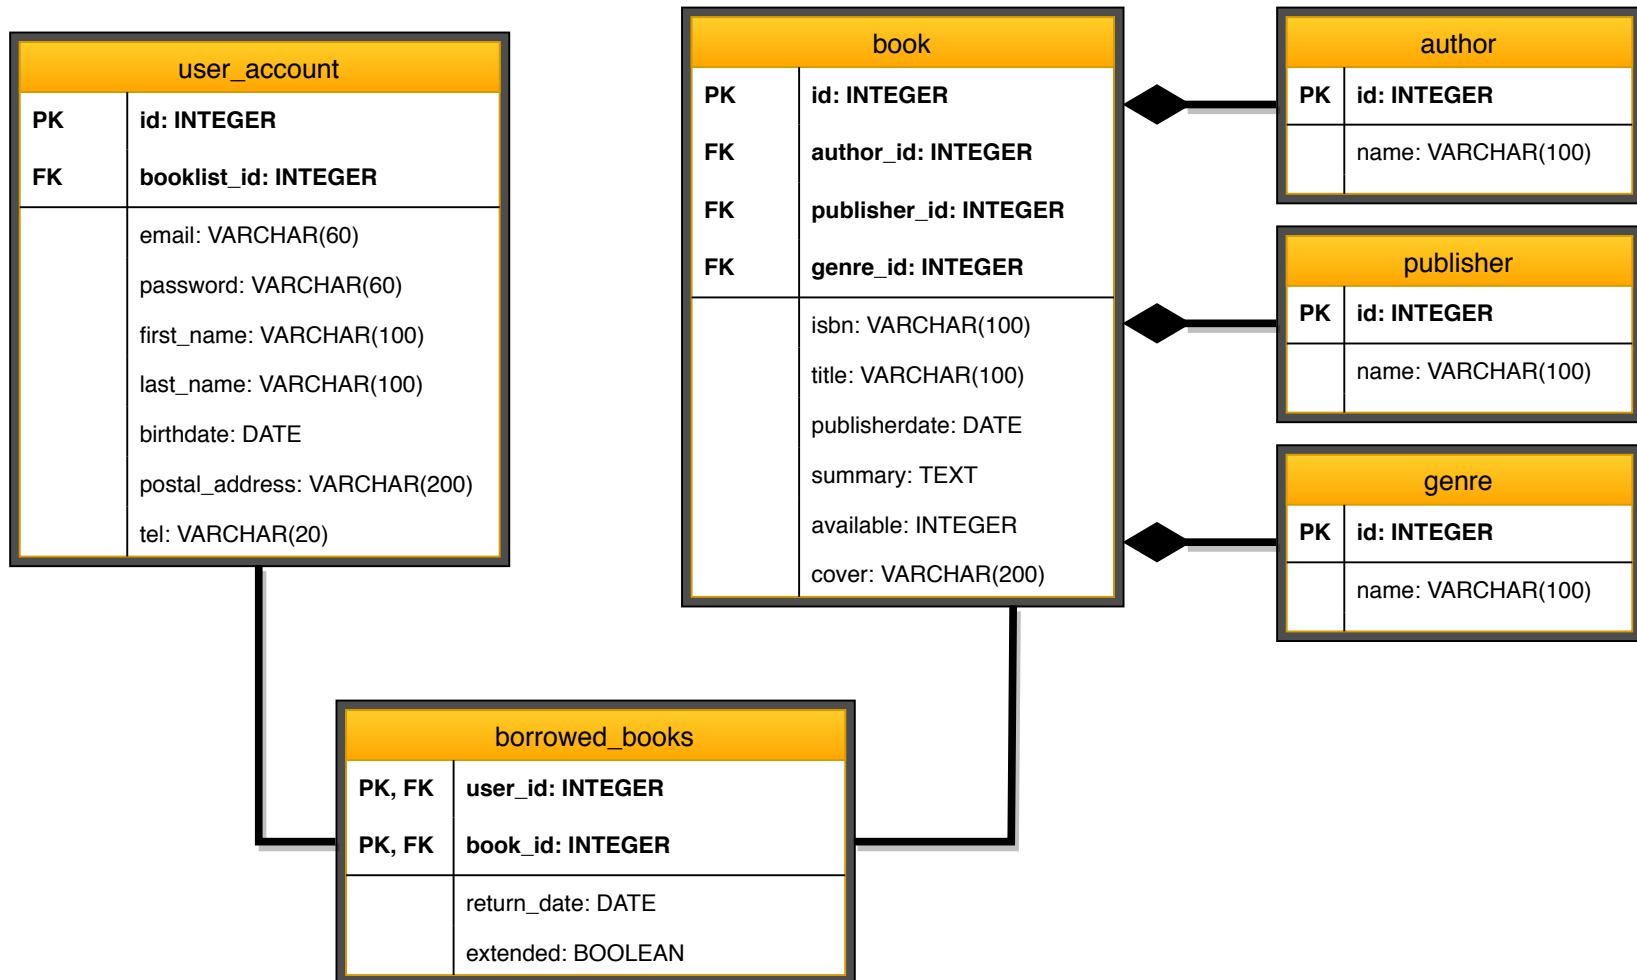 user_account
PK id: INTEGER
FK booklist_id: INTEGER
email: VARCHAR(60)
password: VARCHAR(60)
first_name: VARCHAR(100)
last_name: VARCHAR(100)
birthdate: DATE
postal_address: VARCHAR(200)
tel: VARCHAR(20)
book
PK id: INTEGER
FK author_id: INTEGER
FK publisher_id: INTEGER
FK genre_id: INTEGER
isbn: VARCHAR(100)
title: VARCHAR(100)
publisherdate: DATE
summary: TEXT
available: INTEGER
cover: VARCHAR(200)
author
PK id: INTEGER
name: VARCHAR(100)
publisher
PK id: INTEGER
name: VARCHAR(100)
genre
PK id: INTEGER
name: VARCHAR(100)
borrowed_books
PK, FK user_id: INTEGER
PK, FK book_id: INTEGER
return_date: DATE
extended: BOOLEAN